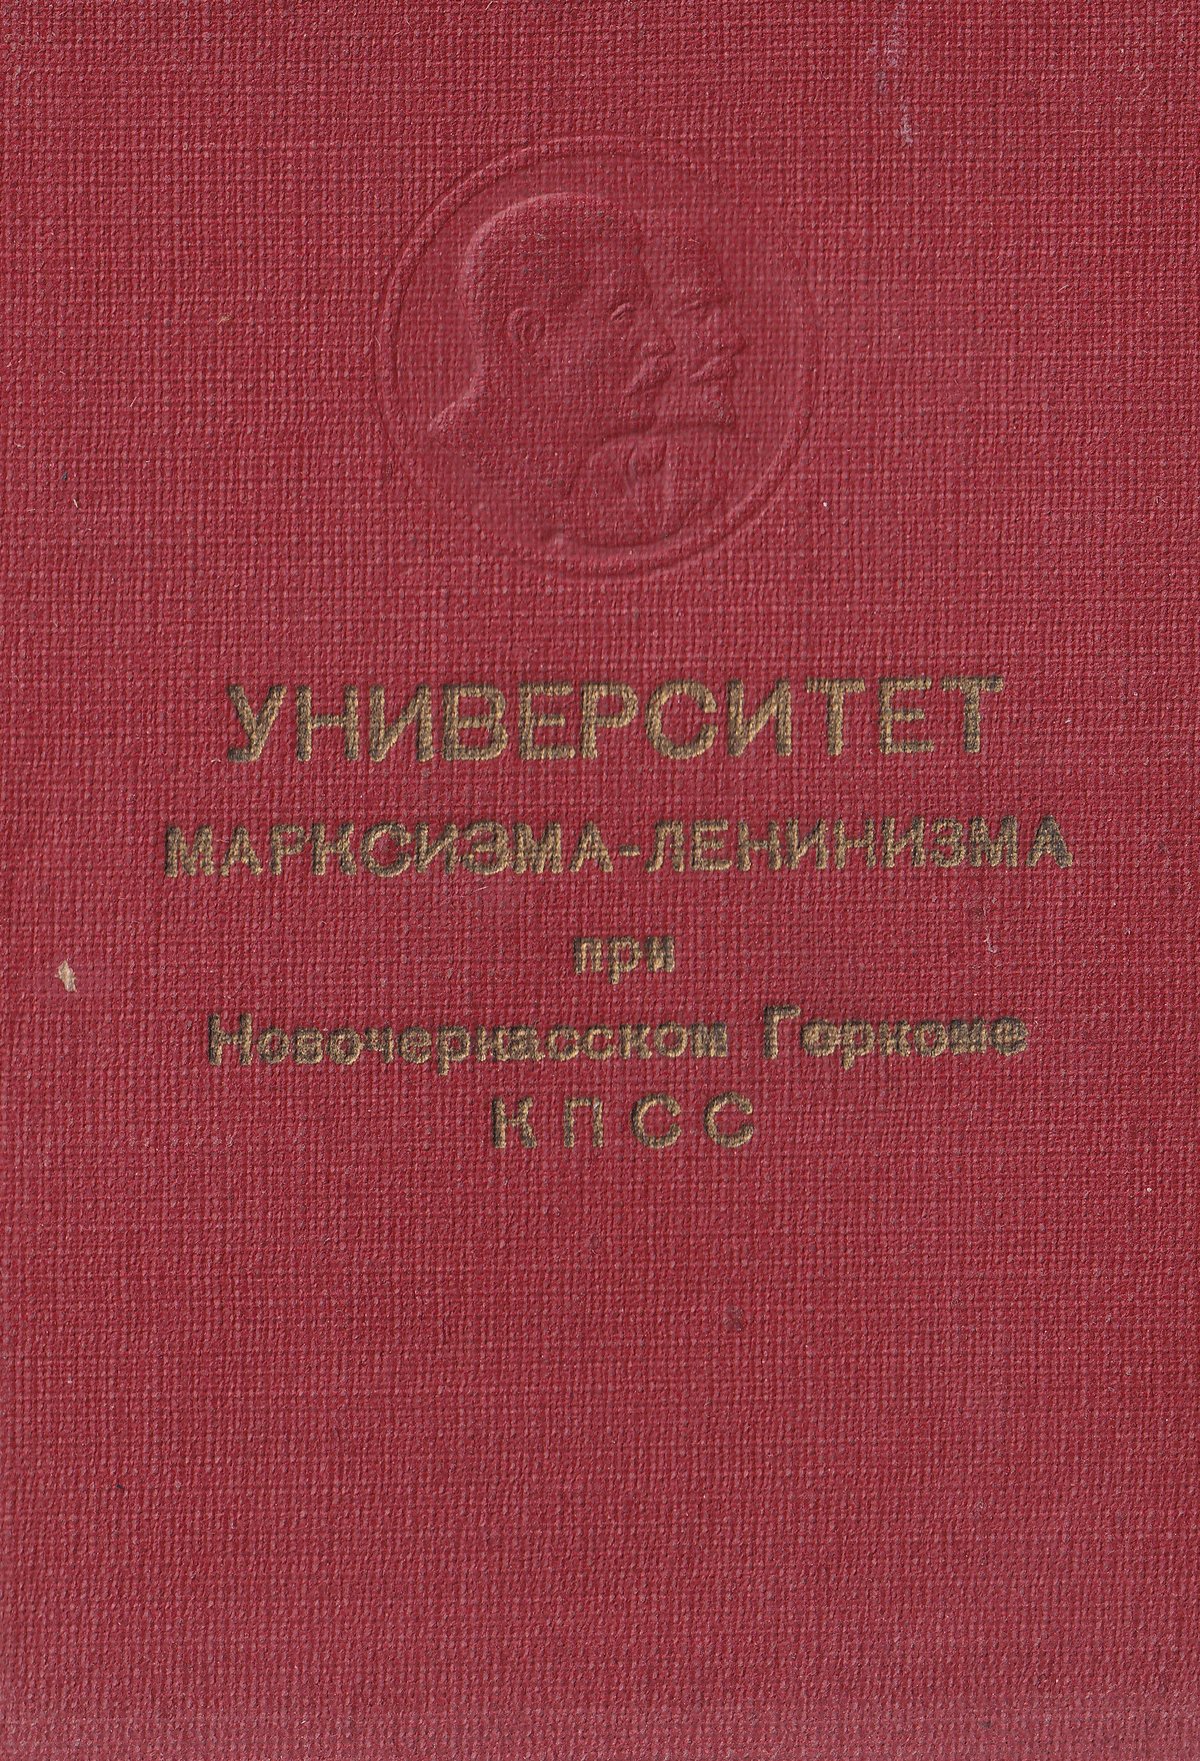 УНИВЕРСИТЕТ
МАРКСИЗМА-ЛЕНИНИЗМА
при
Новочеркасском Горкоме
КПСС